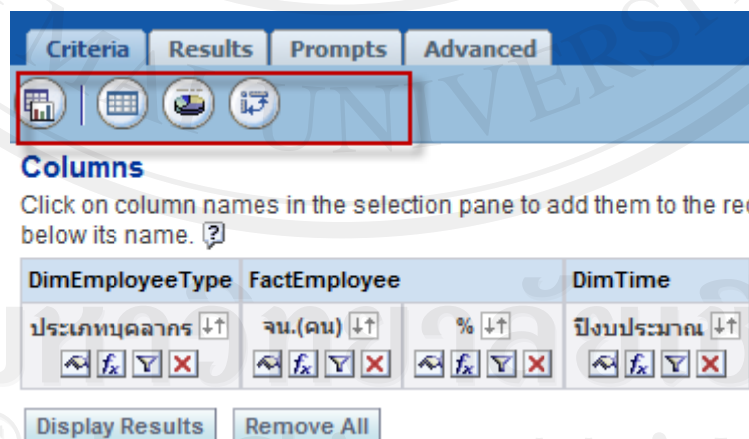 Criteria Results Prompts Advanced
Columns
Click on column names in the selection pane to add them to the
below its name.
DimEmployeeType FactEmployee DimTime
ประเภทบุคลากร จน.(คน) % ปีงบประมาณ
Display Results Remove All